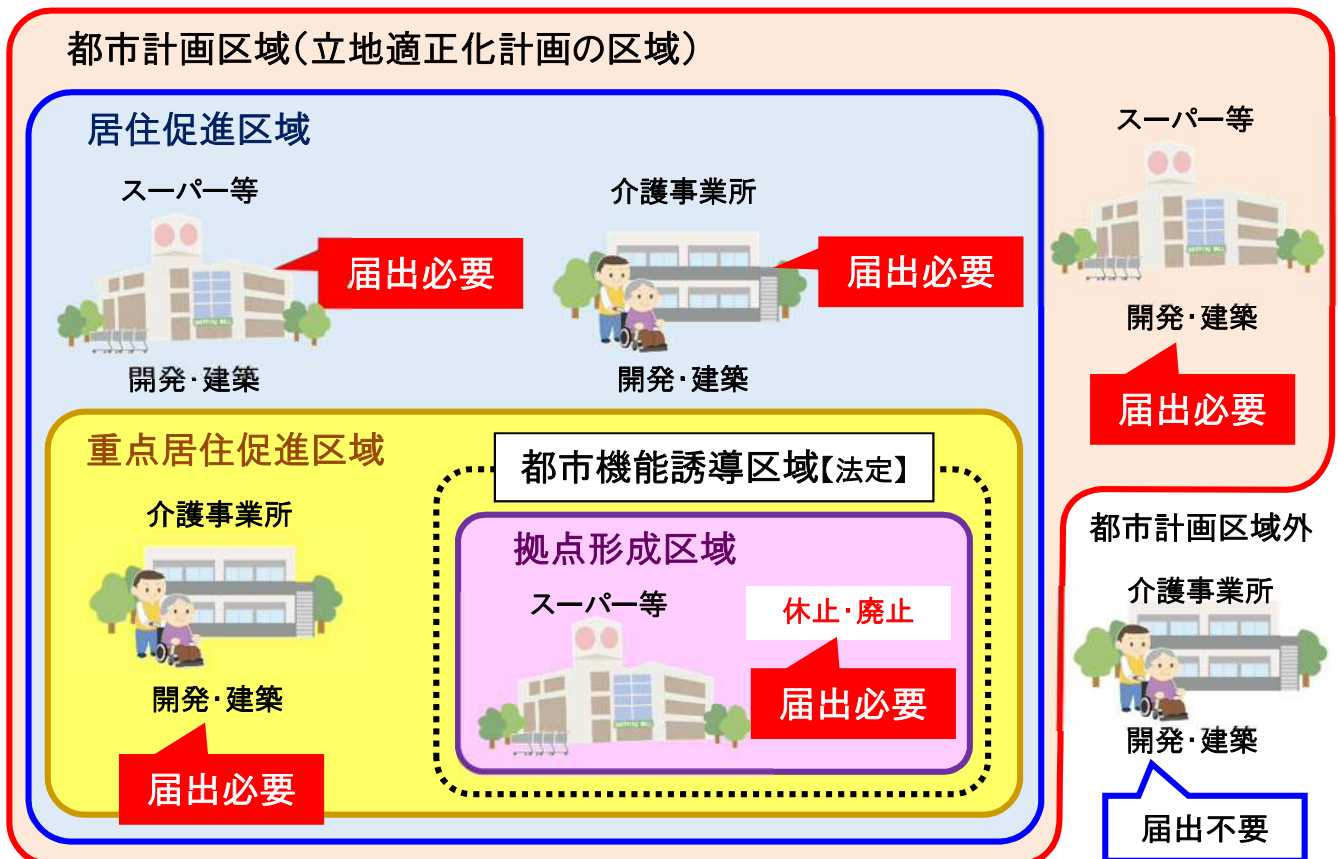 都市計画区域（立地適正化計画の区域）
居住促進区域
スーパー等
届出必要
開発・建築
介護事業所
届出必要
開発・建築
スーパー等
開発・建築
届出必要
重点居住促進区域
介護事業所
開発・建築
届出必要
都市機能誘導区域【法定】
拠点形成区域
スーパー等
休止・廃止
届出必要
都市計画区域外
介護事業所
開発・建築
届出不要